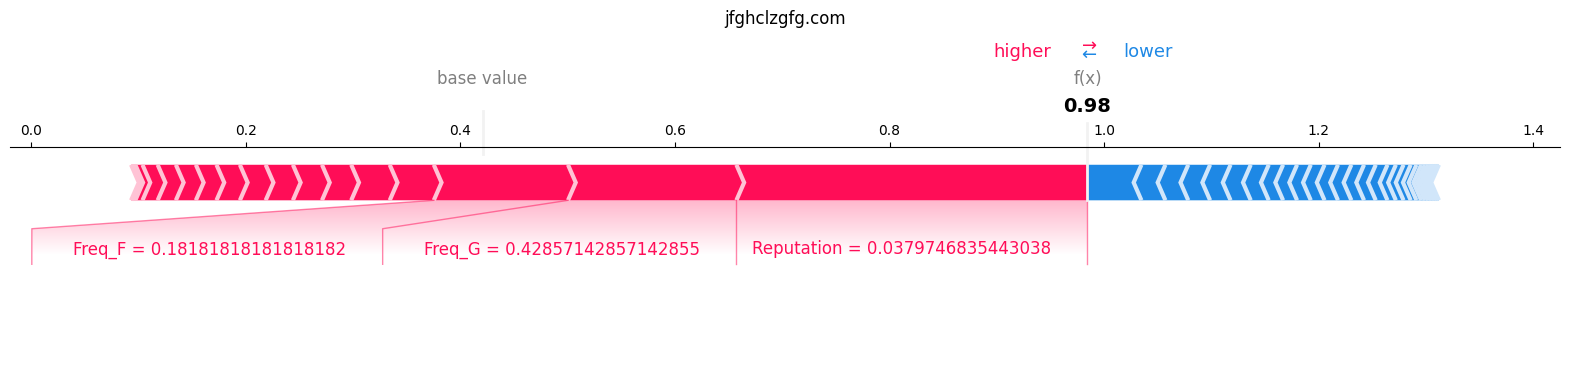 jfghclzgfg.com
higher ⇄ lower
base value f(x)
0.98
0.0 0.2 0.4 0.6 0.8 1.0 1.2 1.4
Freq_F = 0.18181818181818182 Freq_G = 0.42857142857142855 Reputation = 0.0379746835443038